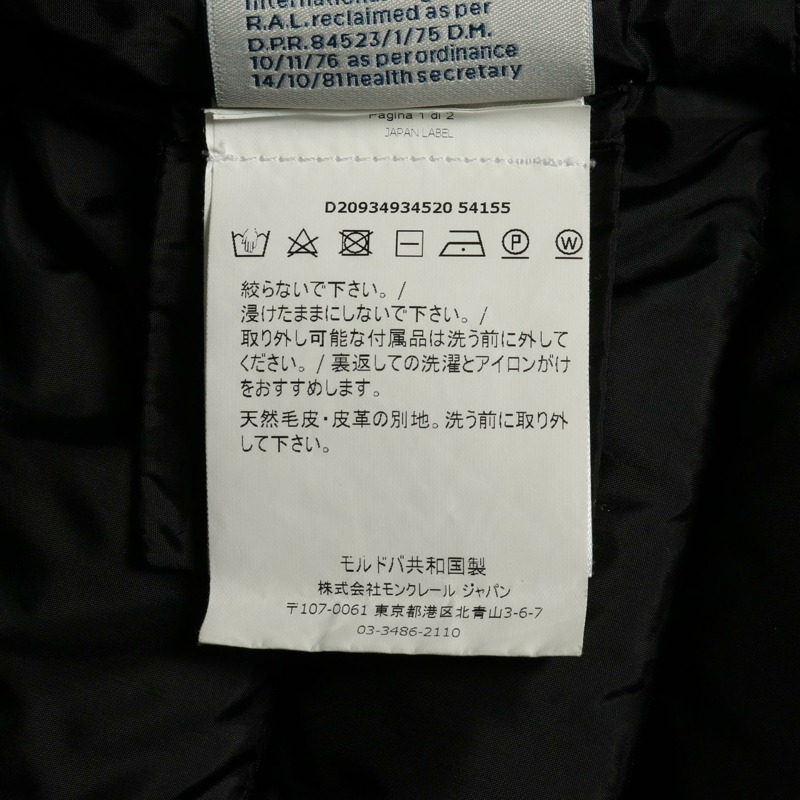 R.A.L. reclaimed as per
D.P.R. 84523/1/75 D.M.
10/11/76 as per ordinance
14/10/81 health secretary
Pagina 1 di 2
JAPAN LABEL
D20934934520 54155
P W
絞らないで下さい。/
浸けたままにしないで下さい。/
取り外し可能な付属品は洗う前に外して
ください。/ 裏返しての洗濯とアイロンがけ
をおすすめします。
天然毛皮・皮革の別地。洗う前に取り外
して下さい。
モルドバ共和国製
株式会社モンクレール ジャパン
〒107-0061 東京都港区北青山3-6-7
03-3486-2110